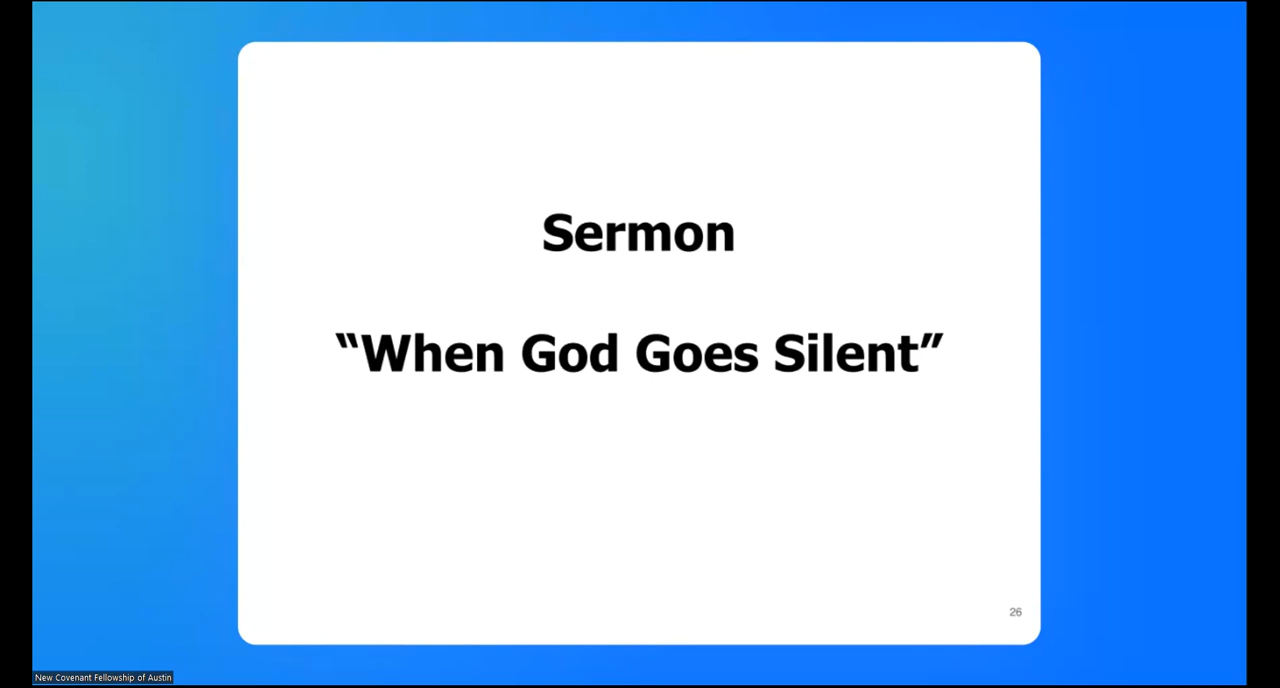 Sermon
“When God Goes Silent”
26
New Covenant Fellowship of Austin